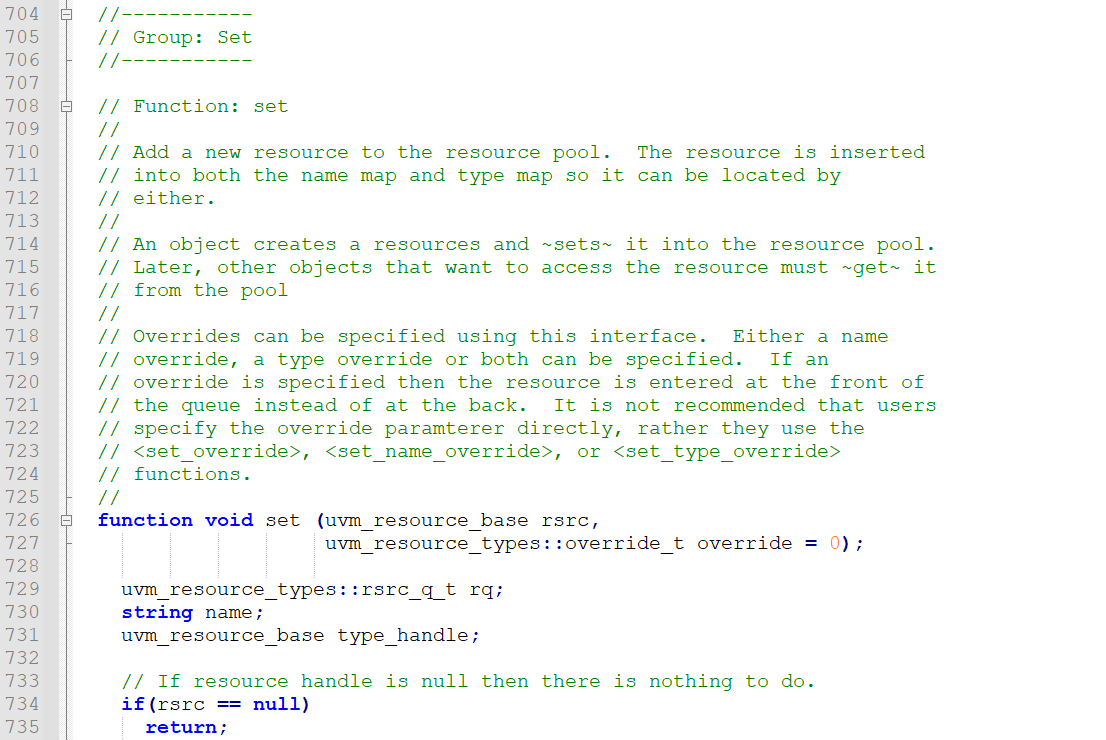 704 //-----------
705 // Group: Set
706 //-----------
707
708 // Function: set
709 //
710 // Add a new resource to the resource pool.  The resource is inserted
711 // into both the name map and type map so it can be located by
712 // either.
713 //
714 // An object creates a resources and ~sets~ it into the resource pool.
715 // Later, other objects that want to access the resource must ~get~ it
716 // from the pool
717 //
718 // Overrides can be specified using this interface.  Either a name
719 // override, a type override or both can be specified.  If an
720 // override is specified then the resource is entered at the front of
721 // the queue instead of at the back.  It is not recommended that users
722 // specify the override paramterer directly, rather they use the
723 // <set_override>, <set_name_override>, or <set_type_override>
724 // functions.
725 //
726 function void set (uvm_resource_base rsrc,
727                    uvm_resource_types::override_t override = 0);
728
729   uvm_resource_types::rsrc_q_t rq;
730   string name;
731   uvm_resource_base type_handle;
732
733   // If resource handle is null then there is nothing to do.
734   if(rsrc == null)
735     return;